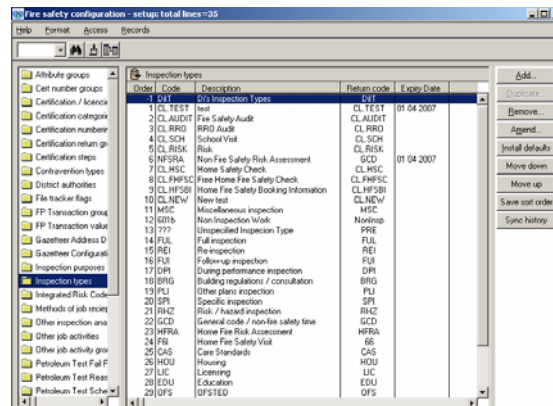 Fire safety configuration - setup: total lines=35
Help Format Access Records
Attribute groups
Cert number groups
Certification / licencin
Certification categorie
Certification numberin
Certification return gr
Certification steps
Contravention types
District authorities
File tracker flags
FP Transaction group
FP Transaction value
Gazetteer Address D
Gazetteer Configurati
Inspection purposes
Inspection types
Integrated Risk Code
Methods of job reciep
Other inspection ana
Other job activities
Other job activity grou
Petroleum Test Fail F
Petroleum Test Reas
Petroleum Test Sche
Inspection types
Order Code Description Return code Expiry Date
-1 DIIT Di's Inspection Types DIIT
1 CL.TEST test CL.TEST 01 04 2007
2 CL.AUDIT Fire Safety Audit CL.AUDIT
3 CL.RRO RRO Audit CL.RRO
4 CL.SCH School Visit CL.SCH
5 CL.RISK Risk CL.RISK
6 NFSRA Non Fire Safety Risk Assessment GCD 01 04 2007
7 CL.HSC Home Safety Check CL.HSC
8 CL.FHFSC Free Home Fire Safety Check CL.FHFSC
9 CL.HFSBI Home Fire Safety Booking Information CL.HFSBI
10 CL.NEW New test CL.NEW
11 MSC Miscellaneous inspection MSC
12 601b Non Inspection Work NonInsp
13 ??? Unspecified Inspecion Type PRE
14 FUL Full inspection FUL
15 REI Re-inspection REI
16 FUI Follow-up inspection FUI
17 DPI During performance inspection DPI
18 BRG Building regulations / consultation BRG
19 PLI Other plans inspection PLI
20 SPI Specific inspection SPI
21 RHZ Risk / hazard inspection RHZ
22 GCD General code / non-fire safety time GCD
23 HFRA Home Fire Risk Assessment HFRA
24 F6I Home Fire Safety Visit 66
25 CAS Care Standards CAS
26 HOU Housing HOU
27 LIC Licensing LIC
28 EDU Education EDU
29 OFS OFSTED OFS
Add...
Duplicate...
Remove...
Amend...
Install defaults
Move down
Move up
Save sort order
Sync history